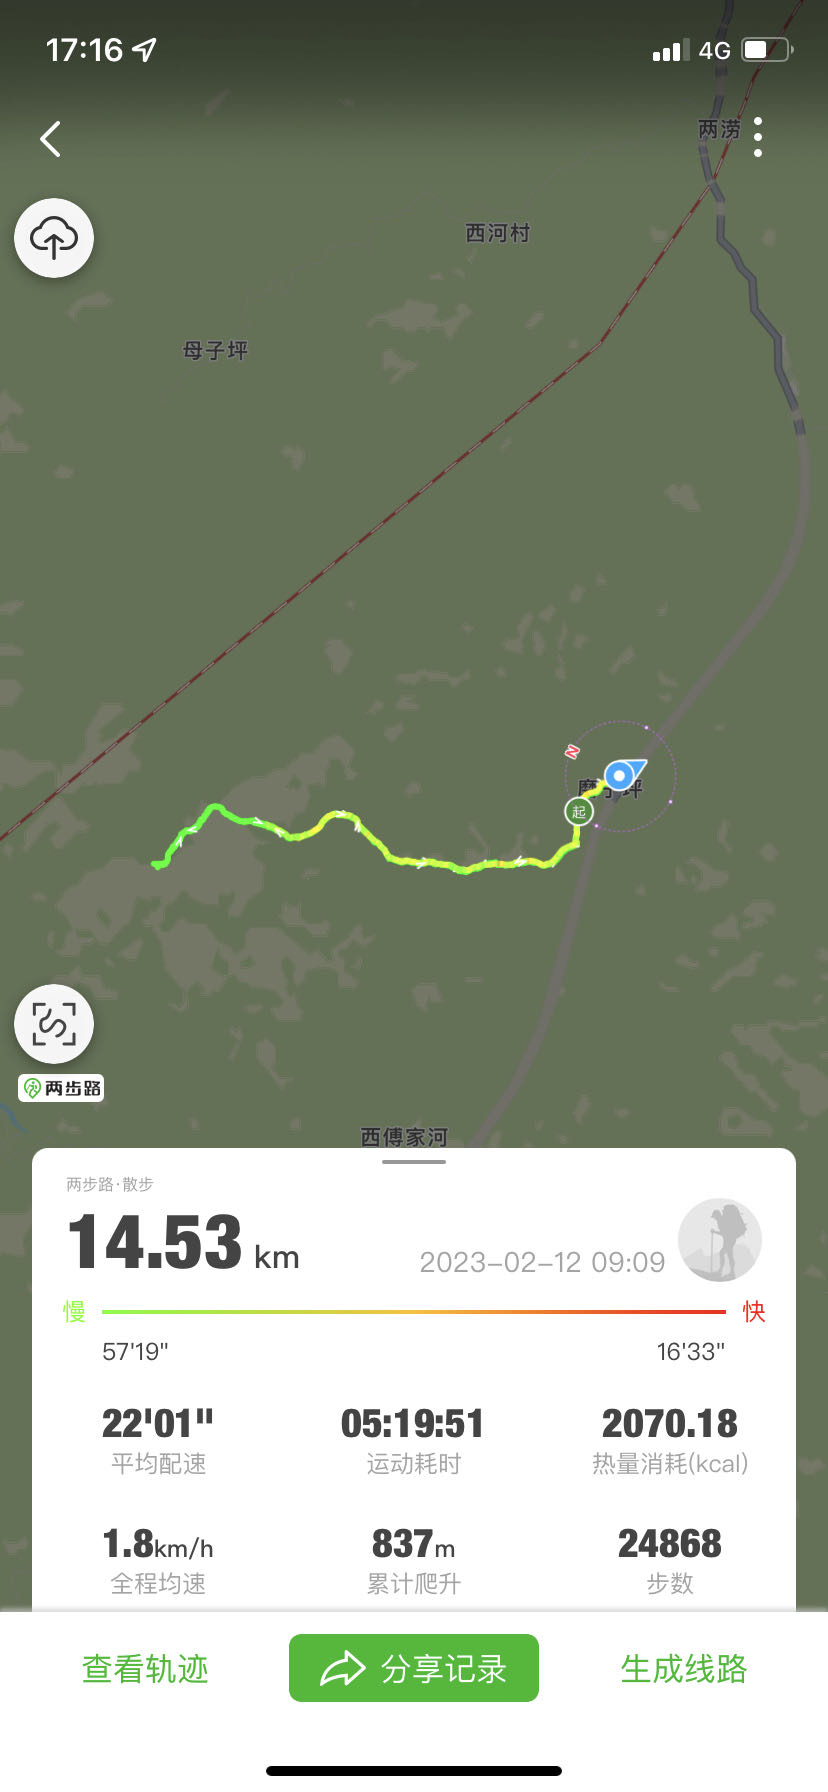 17:16
4G
两涝
西河村
母子坪
N
起
两步路
西傅家河
两步路·散步
14.53 km
2023-02-12 09:09
慢
快
57'19"
16'33"
22'01"
05:19:51
2070.18
平均配速
运动耗时
热量消耗(kcal)
1.8km/h
837m
24868
全程均速
累计爬升
步数
查看轨迹
分享记录
生成线路